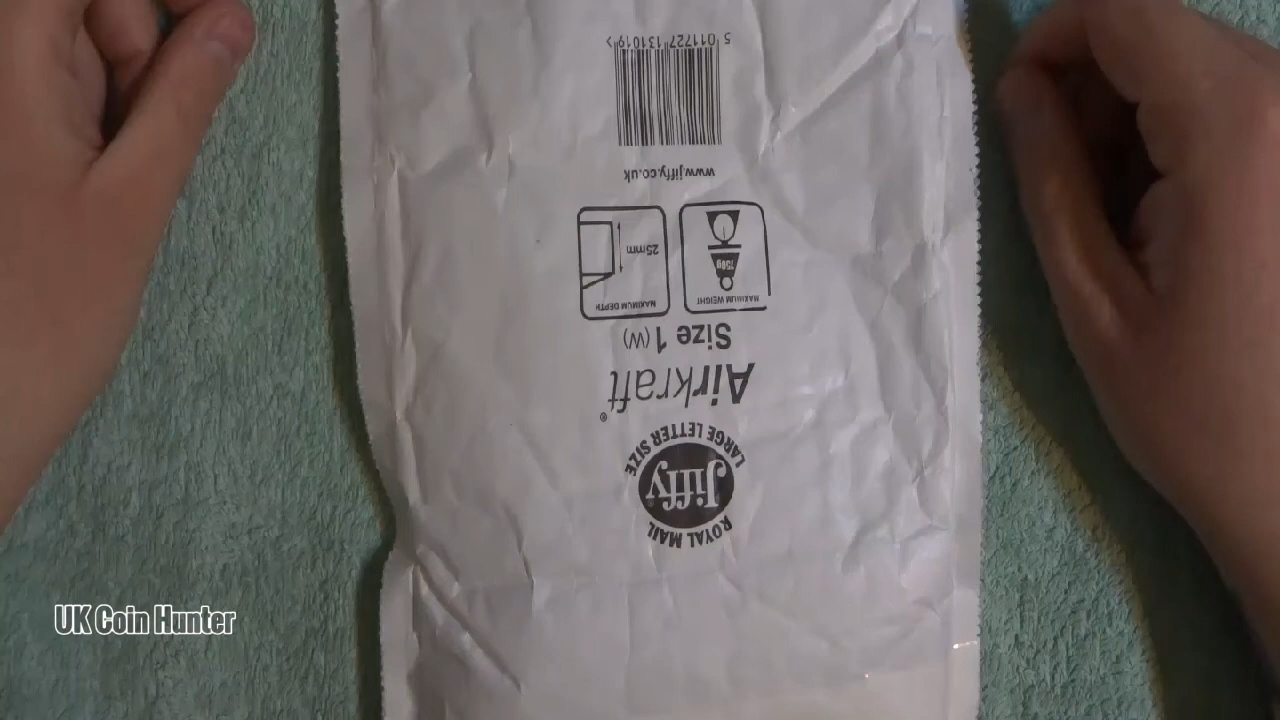 ROYAL MAIL
Jiffy®
LARGE LETTER SIZE
Airkraft®
Size 1 (W)
MAXIMUM WEIGHT
750g
MAXIMUM DEPTH
25mm
www.jiffy.co.uk
5 011727 131019 >
UK Coin Hunter